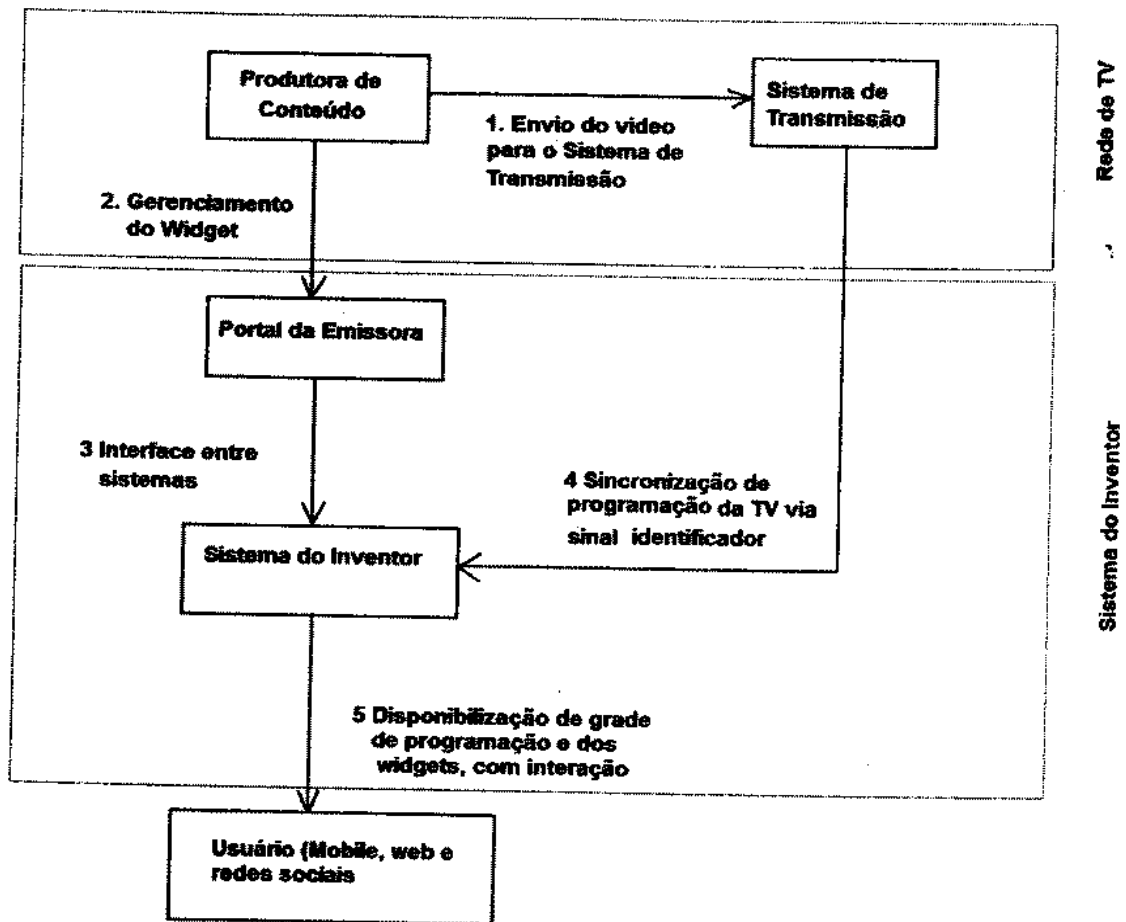 Produtora de
Conteúdo
Sistema de
Transmissão
1. Envio do video
para o Sistema de
Transmissão
Rede de TV
2. Gerenciamento
do Widget
Portal da Emissora
3 Interface entre
sistemas
4 Sincronização de
programação da TV via
sinal identificador
Sistema do Inventor
Sistema do Inventor
5 Disponibilização de grade
de programação e dos
widgets, com interação
Usuário (Mobile, web e
redes sociais